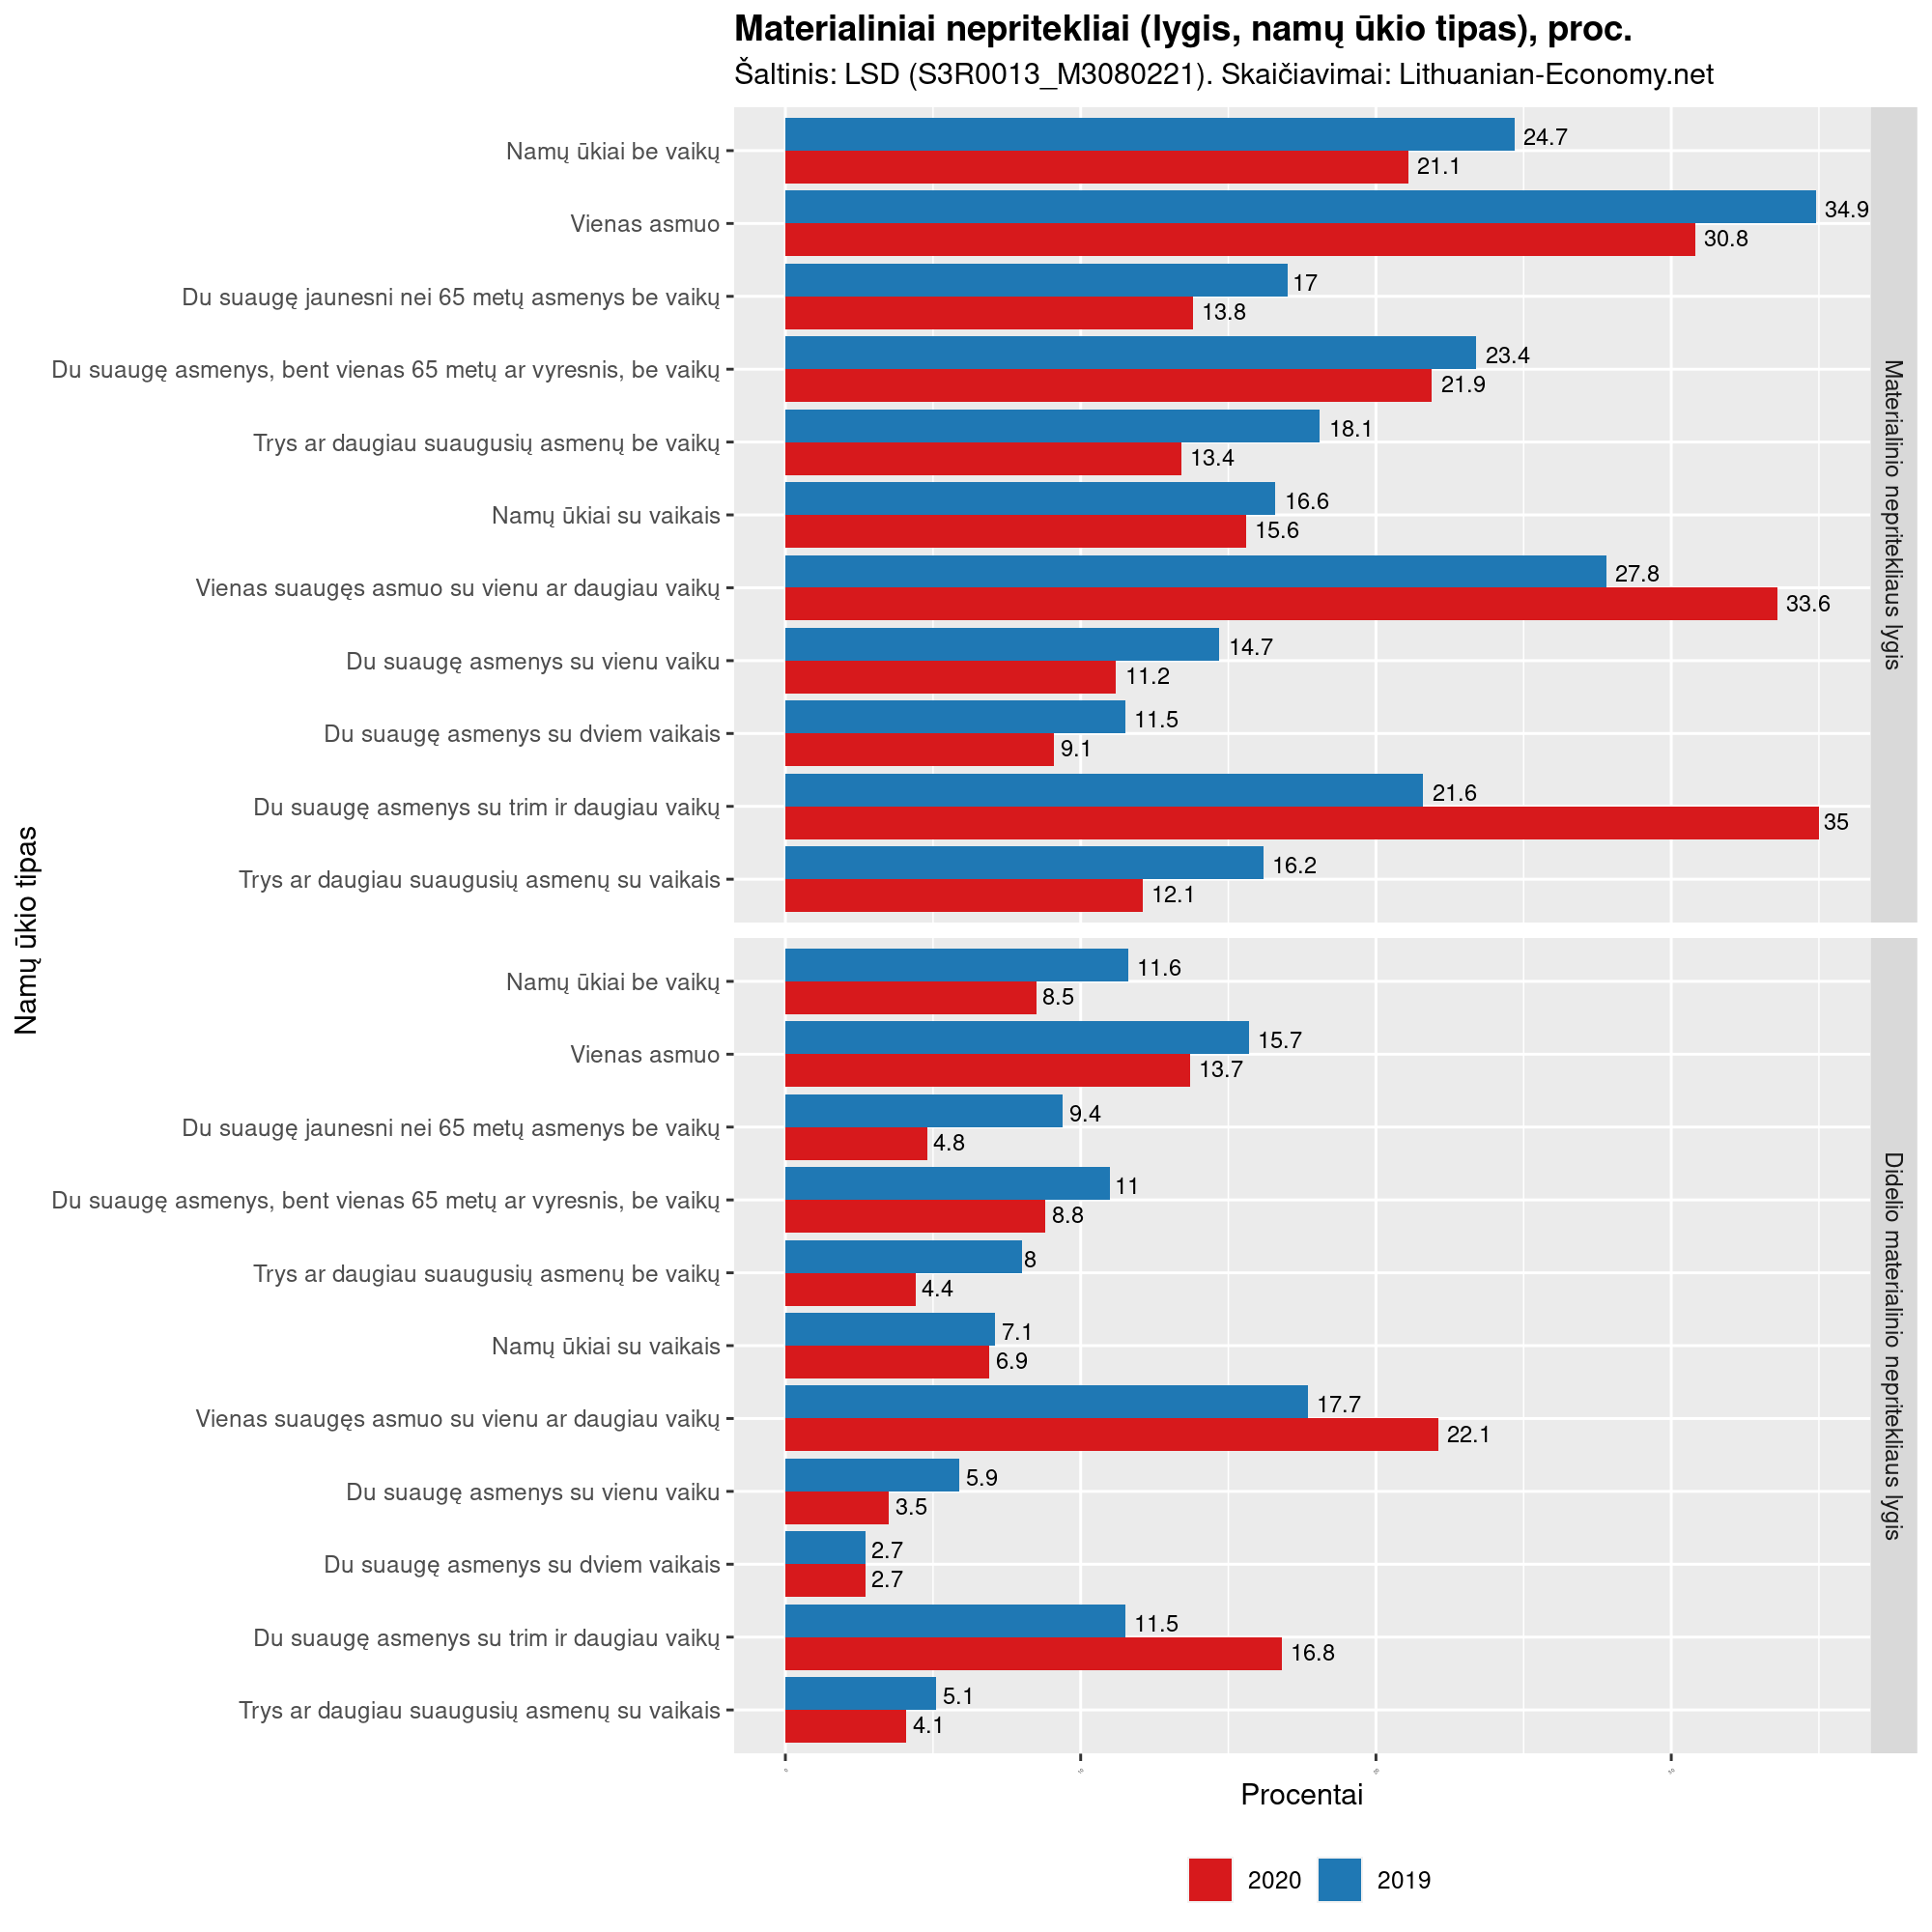 Materialiniai nepritekliai (lygis, namų ūkio tipas), proc.
Šaltinis: LSD (S3R0013_M3080221). Skaičiavimai: Lithuanian-Economy.net
Namų ūkio tipas
Materialinio nepritekliaus lygis
Namų ūkiai be vaikų
24.7
21.1
Vienas asmuo
34.9
30.8
Du suaugę jaunesni nei 65 metų asmenys be vaikų
17
13.8
Du suaugę asmenys, bent vienas 65 metų ar vyresnis, be vaikų
23.4
21.9
Trys ar daugiau suaugusių asmenų be vaikų
18.1
13.4
Namų ūkiai su vaikais
16.6
15.6
Vienas suaugęs asmuo su vienu ar daugiau vaikų
27.8
33.6
Du suaugę asmenys su vienu vaiku
14.7
11.2
Du suaugę asmenys su dviem vaikais
11.5
9.1
Du suaugę asmenys su trim ir daugiau vaikų
21.6
35
Trys ar daugiau suaugusių asmenų su vaikais
16.2
12.1
Didelio materialinio nepritekliaus lygis
Namų ūkiai be vaikų
11.6
8.5
Vienas asmuo
15.7
13.7
Du suaugę jaunesni nei 65 metų asmenys be vaikų
9.4
4.8
Du suaugę asmenys, bent vienas 65 metų ar vyresnis, be vaikų
11
8.8
Trys ar daugiau suaugusių asmenų be vaikų
8
4.4
Namų ūkiai su vaikais
7.1
6.9
Vienas suaugęs asmuo su vienu ar daugiau vaikų
17.7
22.1
Du suaugę asmenys su vienu vaiku
5.9
3.5
Du suaugę asmenys su dviem vaikais
2.7
2.7
Du suaugę asmenys su trim ir daugiau vaikų
11.5
16.8
Trys ar daugiau suaugusių asmenų su vaikais
5.1
4.1
Procentai
2020
2019